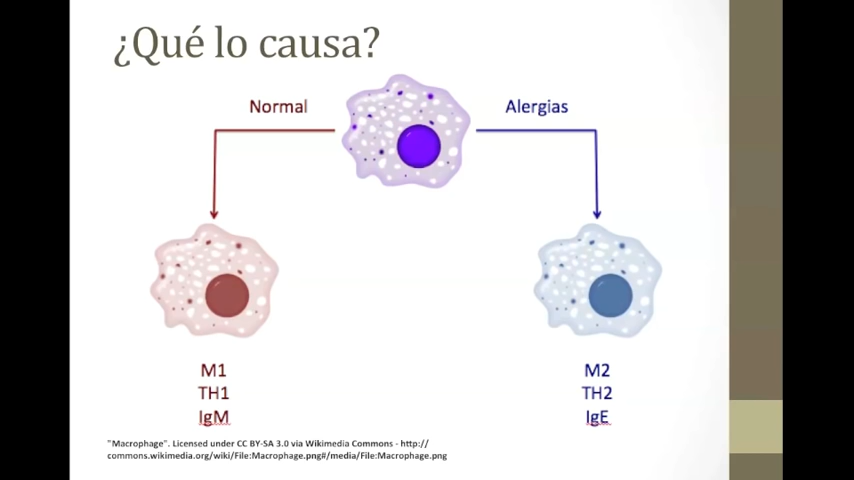 ¿Qué lo causa?
Normal
Alergias
M1
TH1
IgM
M2
TH2
IgE
"Macrophage". Licensed under CC BY-SA 3.0 via Wikimedia Commons - http://
commons.wikimedia.org/wiki/File:Macrophage.png#/media/File:Macrophage.png